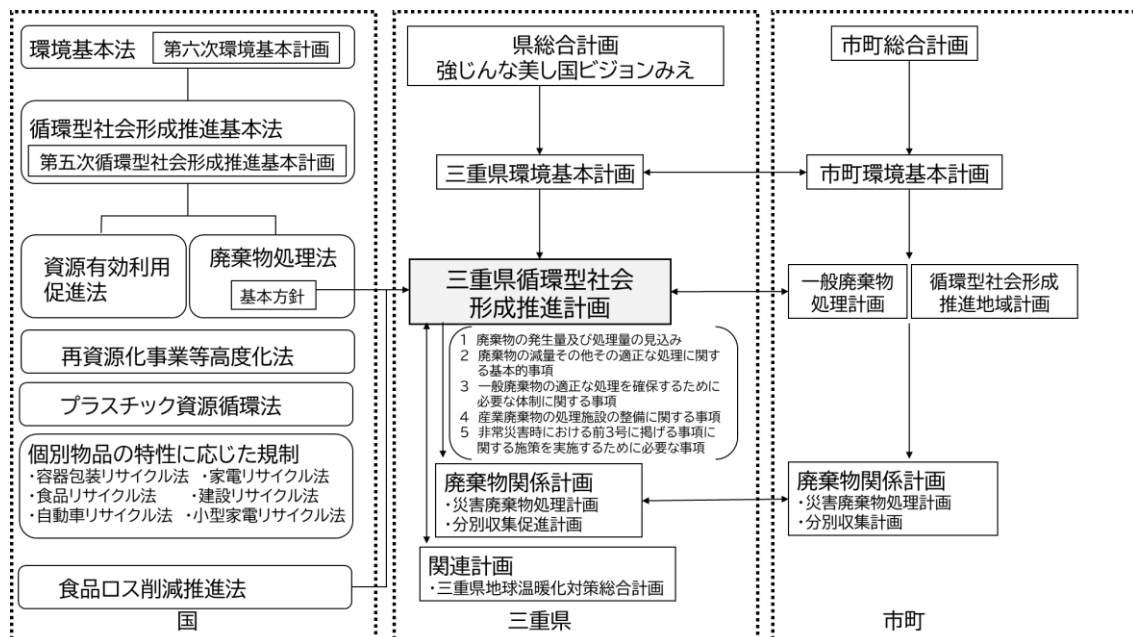 環境基本法
第六次環境基本計画
循環型社会形成推進基本法
第五次循環型社会形成推進基本計画
資源有効利用
促進法
廃棄物処理法
基本方針
再資源化事業等高度化法
プラスチック資源循環法
個別物品の特性に応じた規制
・容器包装リサイクル法 ・家電リサイクル法
・食品リサイクル法 ・建設リサイクル法
・自動車リサイクル法 ・小型家電リサイクル法
食品ロス削減推進法
国
県総合計画
強じんな美し国ビジョンみえ
三重県環境基本計画
三重県循環型社会
形成推進計画
1 廃棄物の発生量及び処理量の見込み
2 廃棄物の減量その他その適正な処理に関す
る基本的事項
3 一般廃棄物の適正な処理を確保するために
必要な体制に関する事項
4 産業廃棄物の処理施設の整備に関する事項
5 非常災害時における前3号に掲げる事項に
関する施策を実施するために必要な事項
廃棄物関係計画
・災害廃棄物処理計画
・分別収集促進計画
関連計画
・三重県地球温暖化対策総合計画
三重県
市町総合計画
市町環境基本計画
一般廃棄物
処理計画
循環型社会形成
推進地域計画
廃棄物関係計画
・災害廃棄物処理計画
・分別収集計画
市町